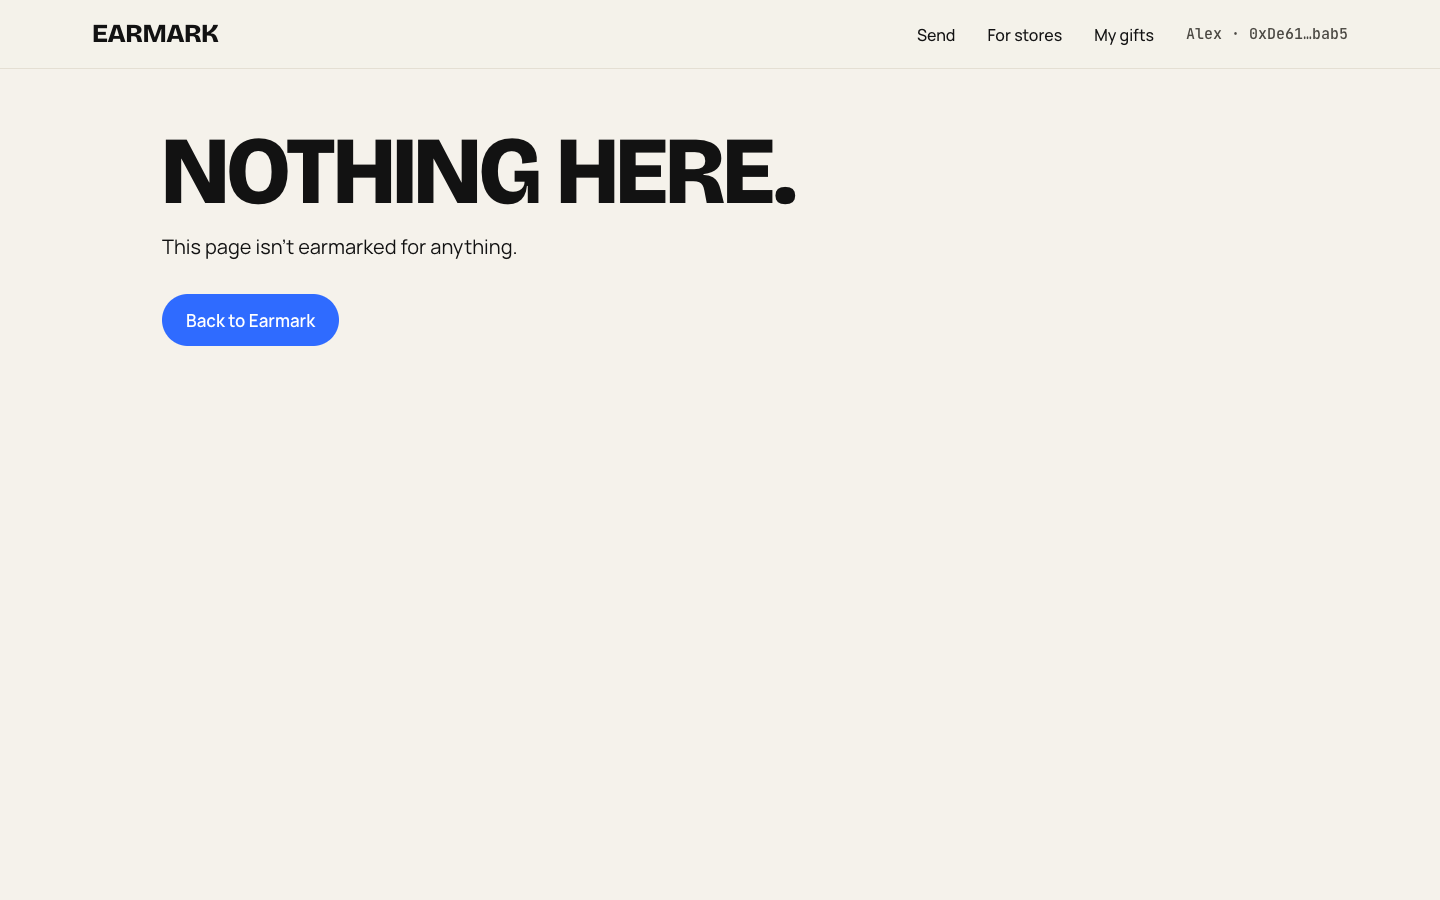 EARMARK
Send
For stores
My gifts
Alex · 0xDe61…bab5
NOTHING HERE.
This page isn’t earmarked for anything.
Back to Earmark